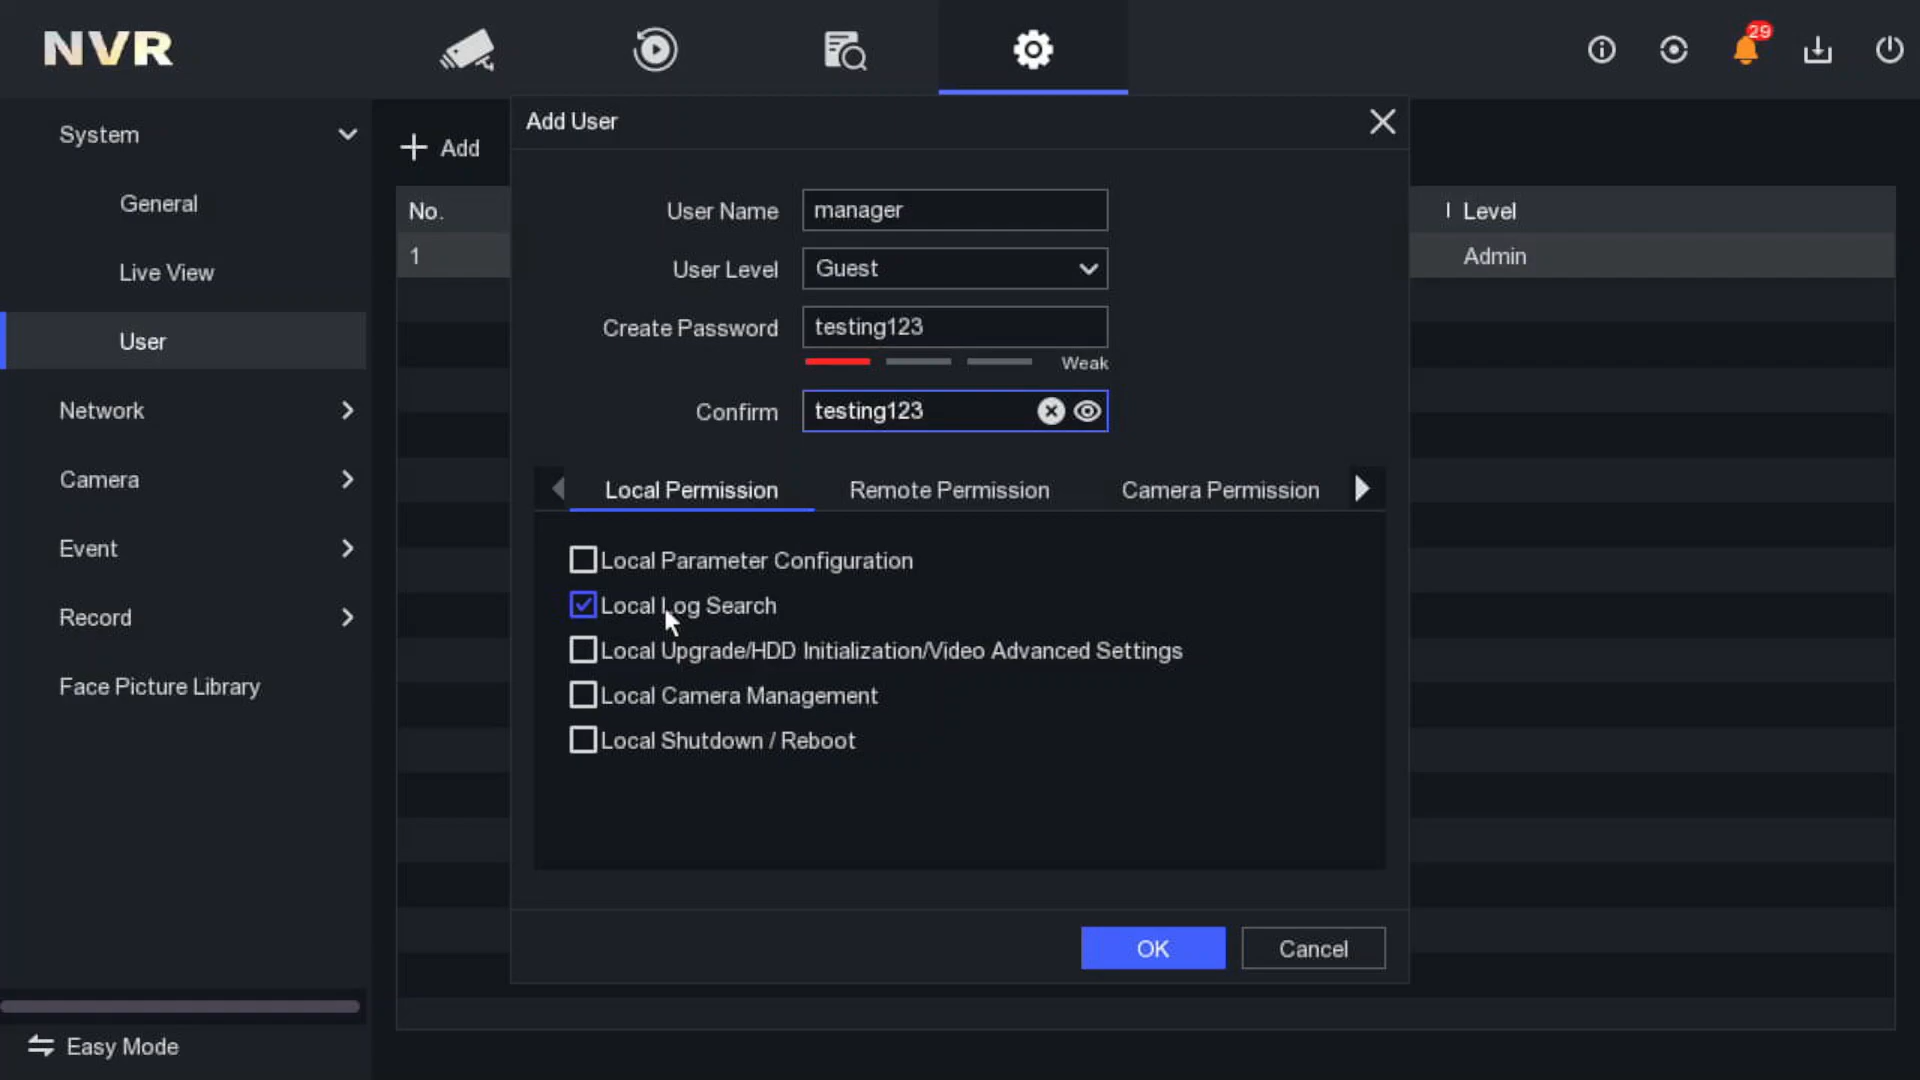 NVR
29
System
General
Live View
User
Network
Camera
Event
Record
Face Picture Library
Easy Mode
Add
No.
Level
1
Admin
Add User
User Name manager
User Level Guest
Create Password testing123
Weak
Confirm testing123
Local Permission Remote Permission Camera Permission
Local Parameter Configuration
Local Log Search
Local Upgrade/HDD Initialization/Video Advanced Settings
Local Camera Management
Local Shutdown / Reboot
OK Cancel